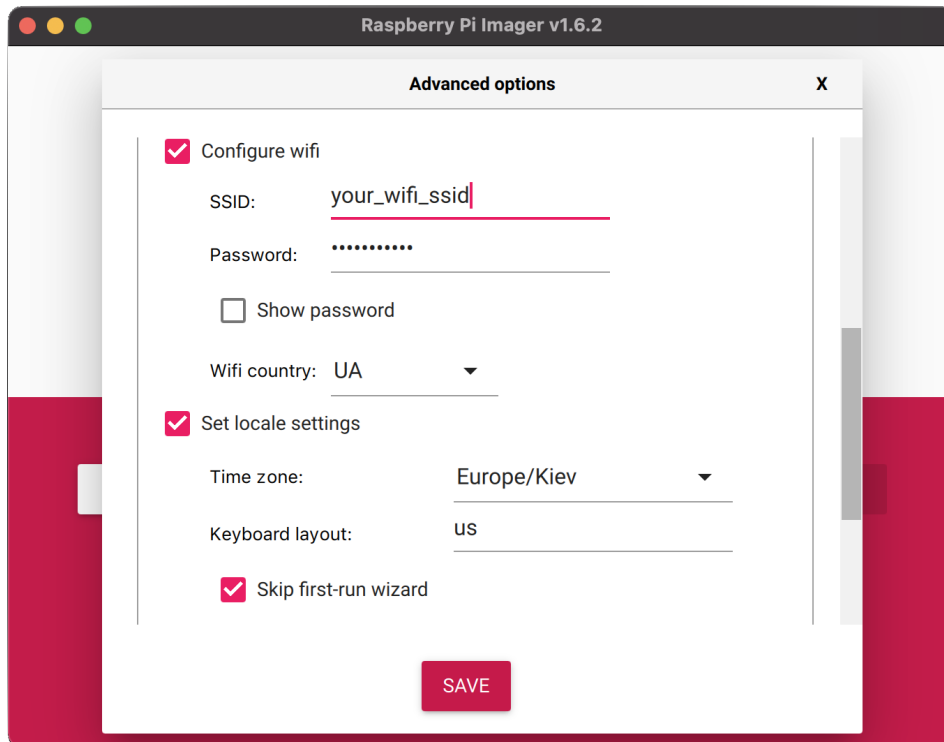 Raspberry Pi Imager v1.6.2
Advanced options X
Configure wifi
SSID: your_wifi_ssid
Password: •••••••••••
Show password
Wifi country: UA
Set locale settings
Time zone: Europe/Kiev
Keyboard layout: us
Skip first-run wizard
SAVE